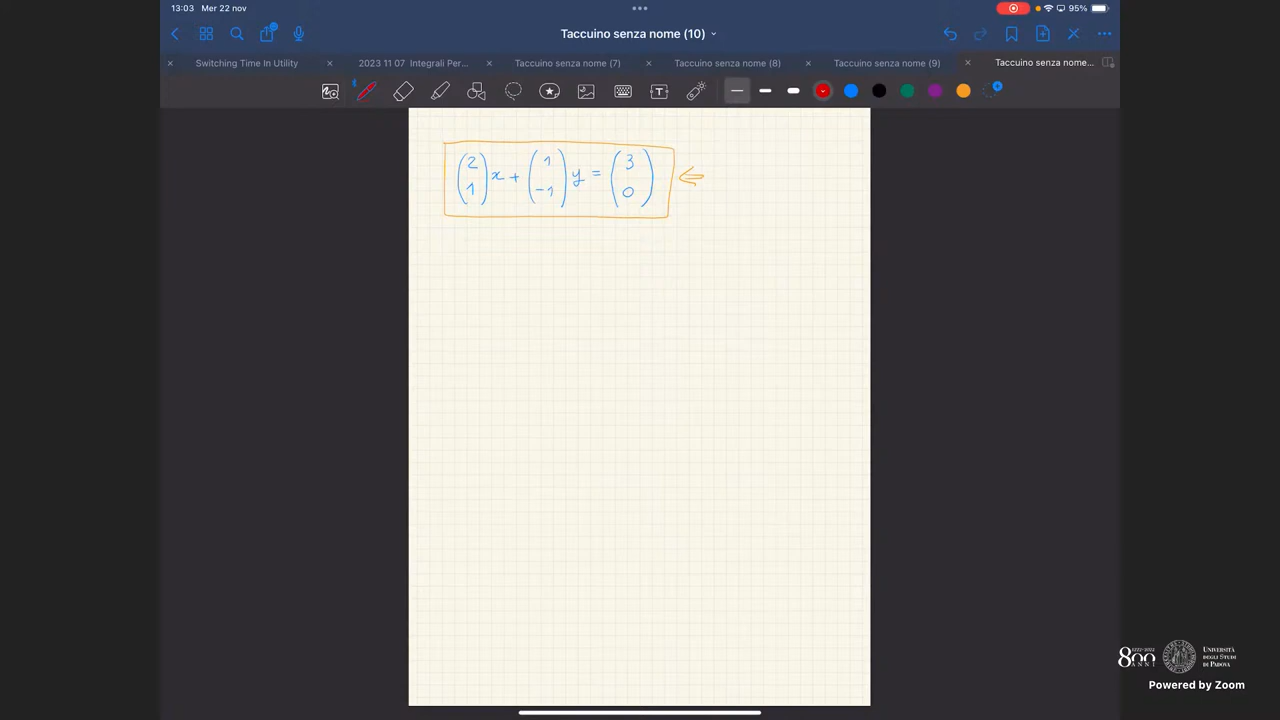 13:03 Mer 22 nov
95%
Taccuino senza nome (10)
Switching Time In Utility
2023 11 07 Integrali Per...
Taccuino senza nome (7)
Taccuino senza nome (8)
Taccuino senza nome (9)
Taccuino senza nome...
(2 1) x + (1 -1) y = (3 0) ⇐
1222-2022
800
ANNI
UNIVERSITÀ
DEGLI STUDI
DI PADOVA
Powered by Zoom